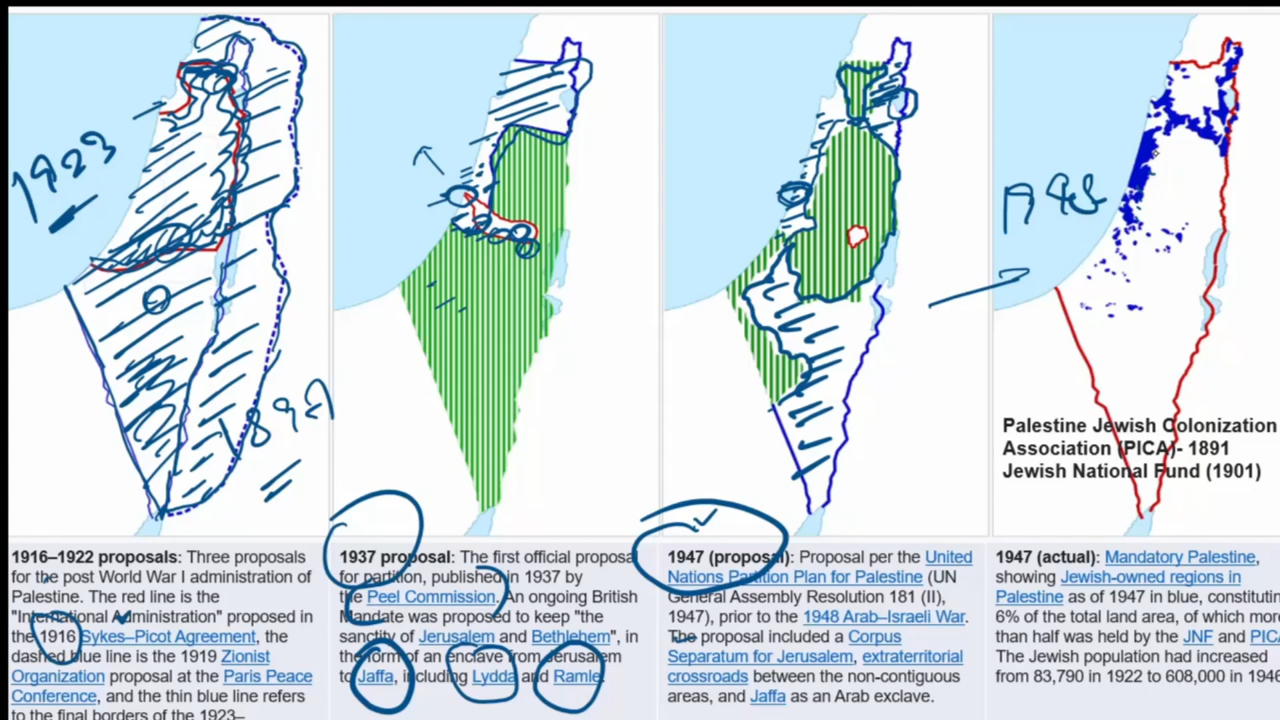 1923
Palestine Jewish Colonization
Association (PICA)- 1891
Jewish National Fund (1901)
1916–1922 proposals: Three proposals
for the post World War I administration of
Palestine. The red line is the
"International Administration" proposed in
the 1916 Sykes–Picot Agreement, the
dashed blue line is the 1919 Zionist
Organization proposal at the Paris Peace
Conference, and the thin blue line refers
to the final borders of the 1923–
1937 proposal: The first official proposal
for partition, published in 1937 by
the Peel Commission. An ongoing British
Mandate was proposed to keep "the
sanctity of Jerusalem and Bethlehem", in
the form of an enclave from Jerusalem
to Jaffa, including Lydda and Ramle.
1947 (proposal): Proposal per the United
Nations Partition Plan for Palestine (UN
General Assembly Resolution 181 (II),
1947), prior to the 1948 Arab–Israeli War.
The proposal included a Corpus
Separatum for Jerusalem, extraterritorial
crossroads between the non-contiguous
areas, and Jaffa as an Arab exclave.
1947 (actual): Mandatory Palestine,
showing Jewish-owned regions in
Palestine as of 1947 in blue, constitutin
6% of the total land area, of which mor
than half was held by the JNF and PICA
The Jewish population had increased
from 83,790 in 1922 to 608,000 in 1946